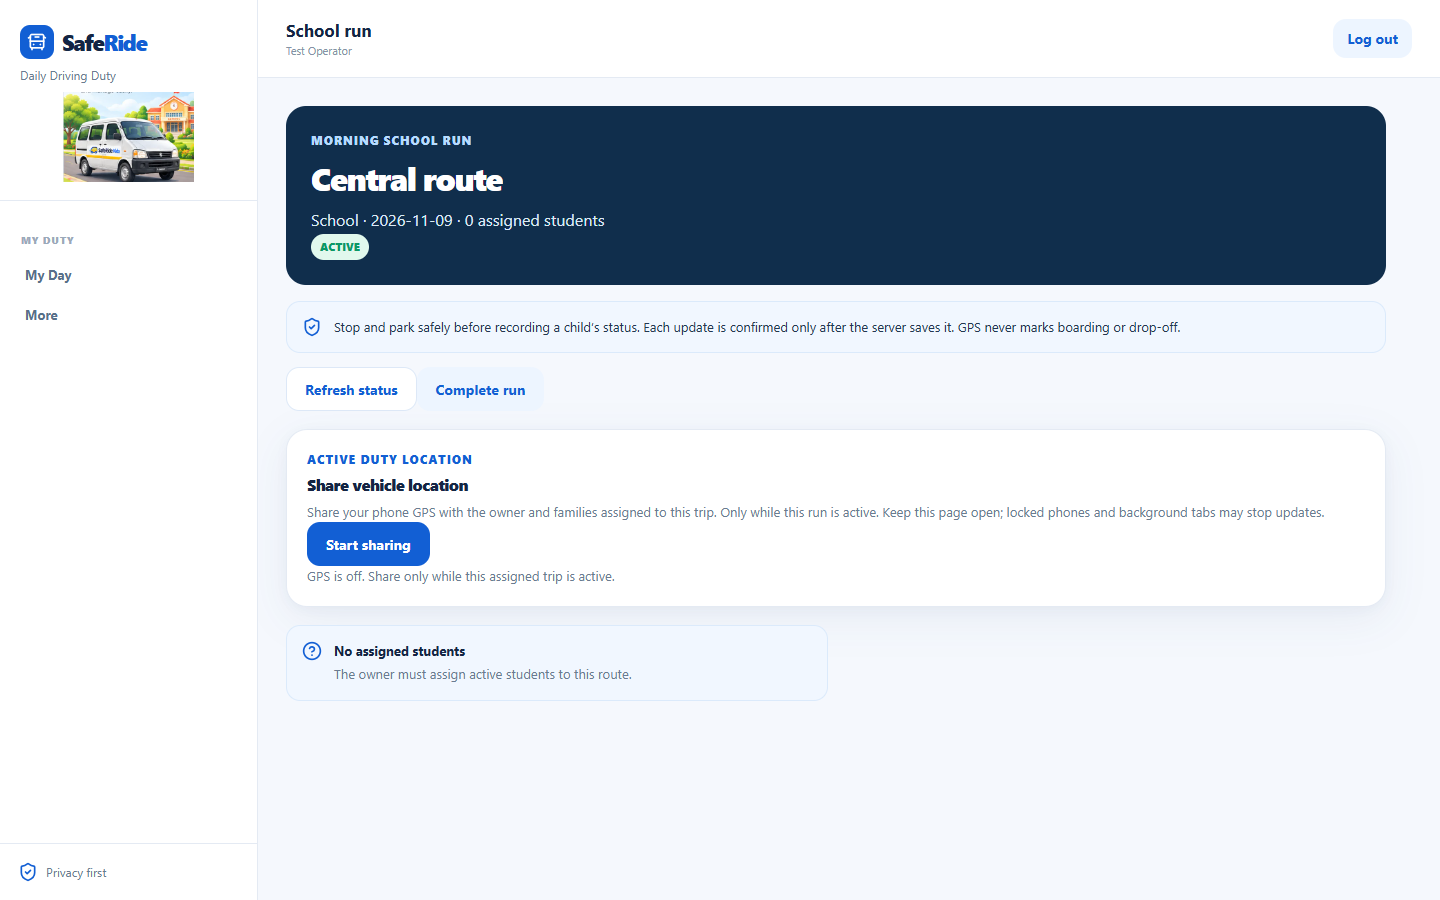 SafeRide
Daily Driving Duty
MY DUTY
My Day
More
Privacy first
School run
Test Operator
Log out
MORNING SCHOOL RUN
Central route
School · 2026-11-09 · 0 assigned students
ACTIVE
Stop and park safely before recording a child's status. Each update is confirmed only after the server saves it. GPS never marks boarding or drop-off.
Refresh status
Complete run
ACTIVE DUTY LOCATION
Share vehicle location
Share your phone GPS with the owner and families assigned to this trip. Only while this run is active. Keep this page open; locked phones and background tabs may stop updates.
Start sharing
GPS is off. Share only while this assigned trip is active.
No assigned students
The owner must assign active students to this route.